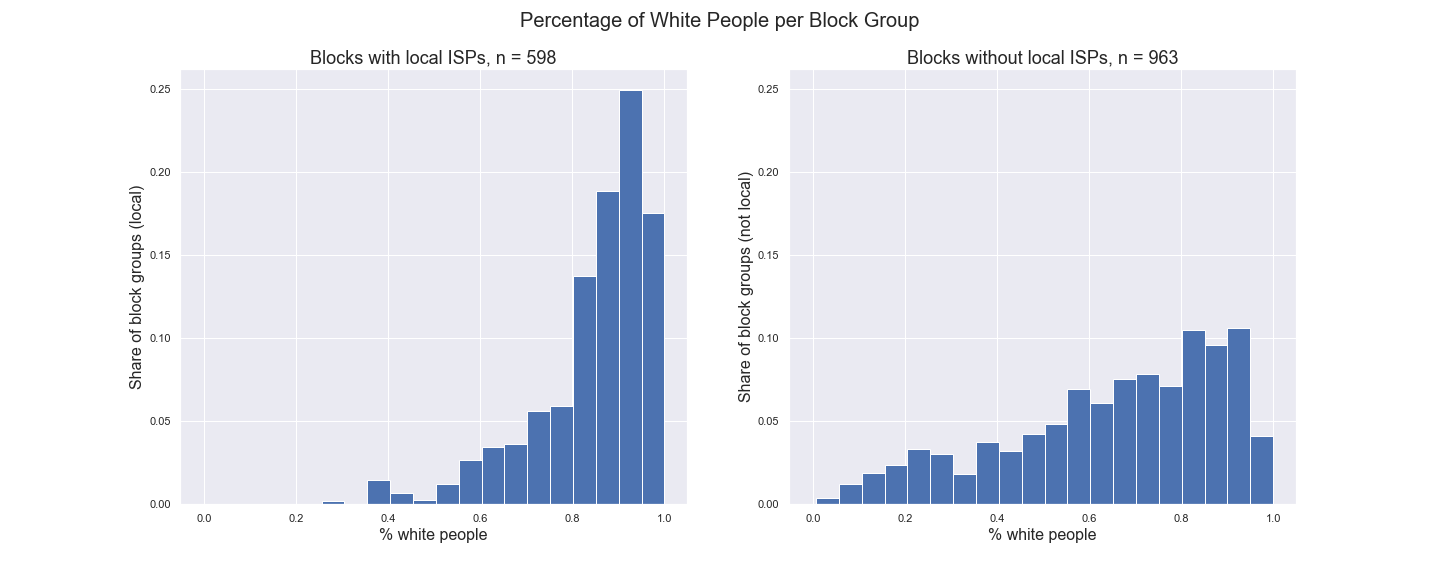 Percentage of White People per Block Group
Blocks with local ISPs, n = 598
Share of block groups (local)
0.25
0.20
0.15
0.10
0.05
0.00
0.0 0.2 0.4 0.6 0.8 1.0
% white people
Blocks without local ISPs, n = 963
Share of block groups (not local)
0.25
0.20
0.15
0.10
0.05
0.00
0.0 0.2 0.4 0.6 0.8 1.0
% white people